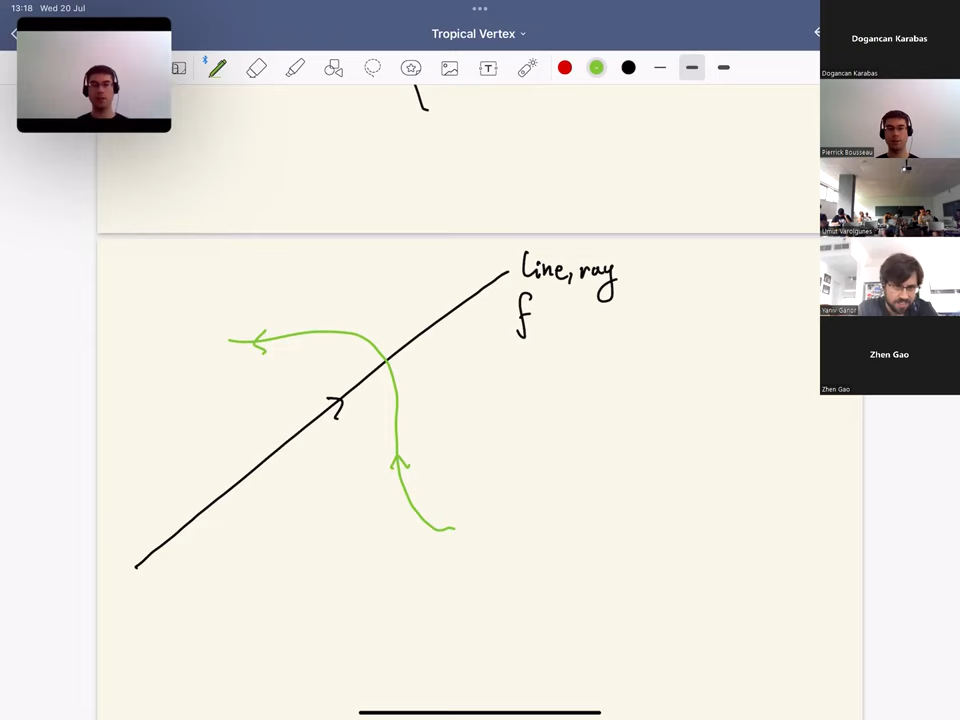 13:18 Wed 20 Jul
Tropical Vertex
Dogancan Karabas
Dogancan Karabas
Pierrick Bousseau
Umut Varolgunes
Yaniv Ganor
Zhen Gao
Zhen Gao
line, ray
f